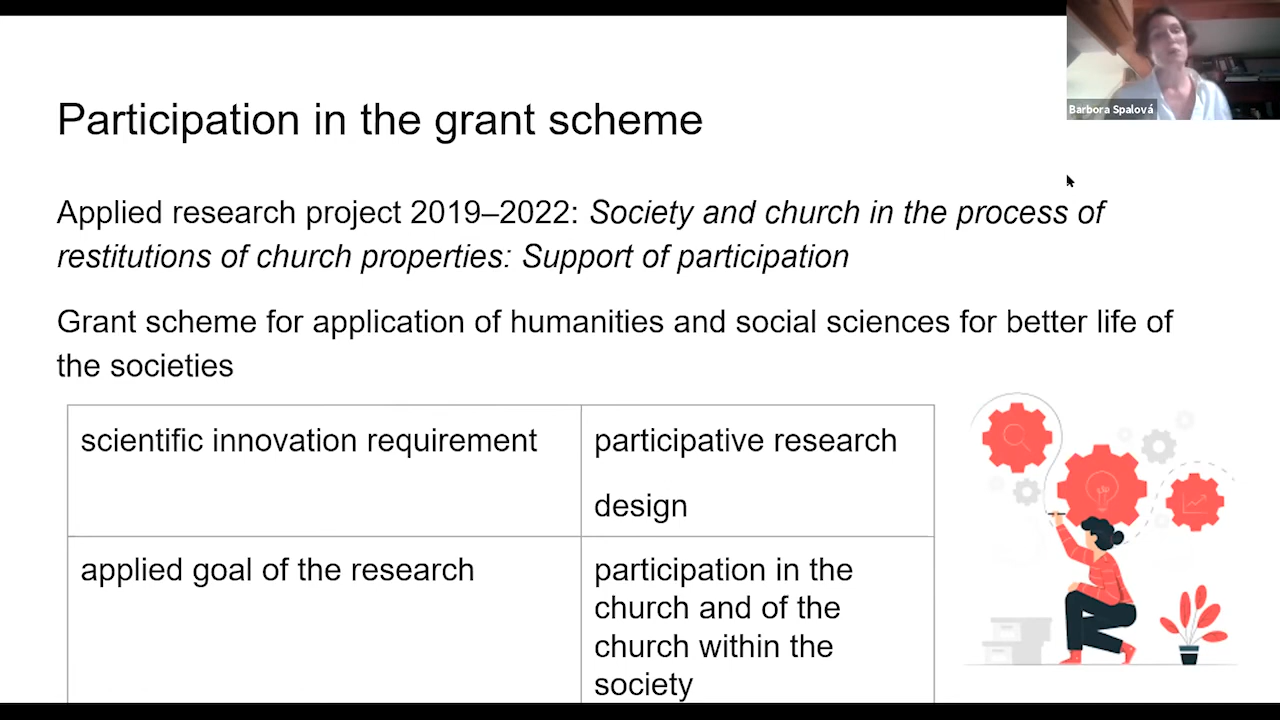 Barbora Spalová
Participation in the grant scheme
Applied research project 2019–2022: Society and church in the process of
restitutions of church properties: Support of participation
Grant scheme for application of humanities and social sciences for better life of
the societies
scientific innovation requirement
participative research
design
applied goal of the research
participation in the
church and of the
church within the
society